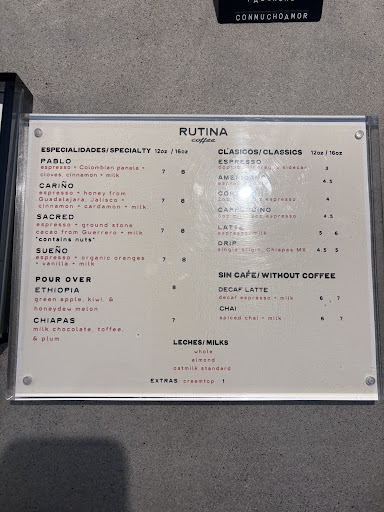 CONNUCHOAMOR
RUTINA
coffee
ESPECIALIDADES/SPECIALTY 12oz / 16oz
PABLO
espresso + Colombian panela +
cloves, cinnamon + milk 7 8
CARIÑO
espresso + honey from
Guadalajara, Jalisco +
cinnamon + cardamon + milk 7 8
SACRED
espresso + ground stone
cacao from Guerrero + milk 7 8
*contains nuts*
SUEÑO
espresso + organic oranges
+ vanilla + milk 7 8
POUR OVER
ETHIOPIA 8
green apple, kiwi, &
honeydew melon
CHIAPAS 7
milk chocolate, toffee,
& plum
CLASICOS/CLASSICS 12oz / 16oz
ESPRESSO
sidecar 3
4.5
espresso 4
espresso 4.5
milk 5 6
DRIP
single origin, Chiapas MX 4.5 5
SIN CAFÉ/WITHOUT COFFEE
DECAF LATTE
decaf espresso + milk 6 7
CHAI
spiced chai + milk 6 7
LECHES/MILKS
whole
almond
oatmilk standard
EXTRAS creamtop 1